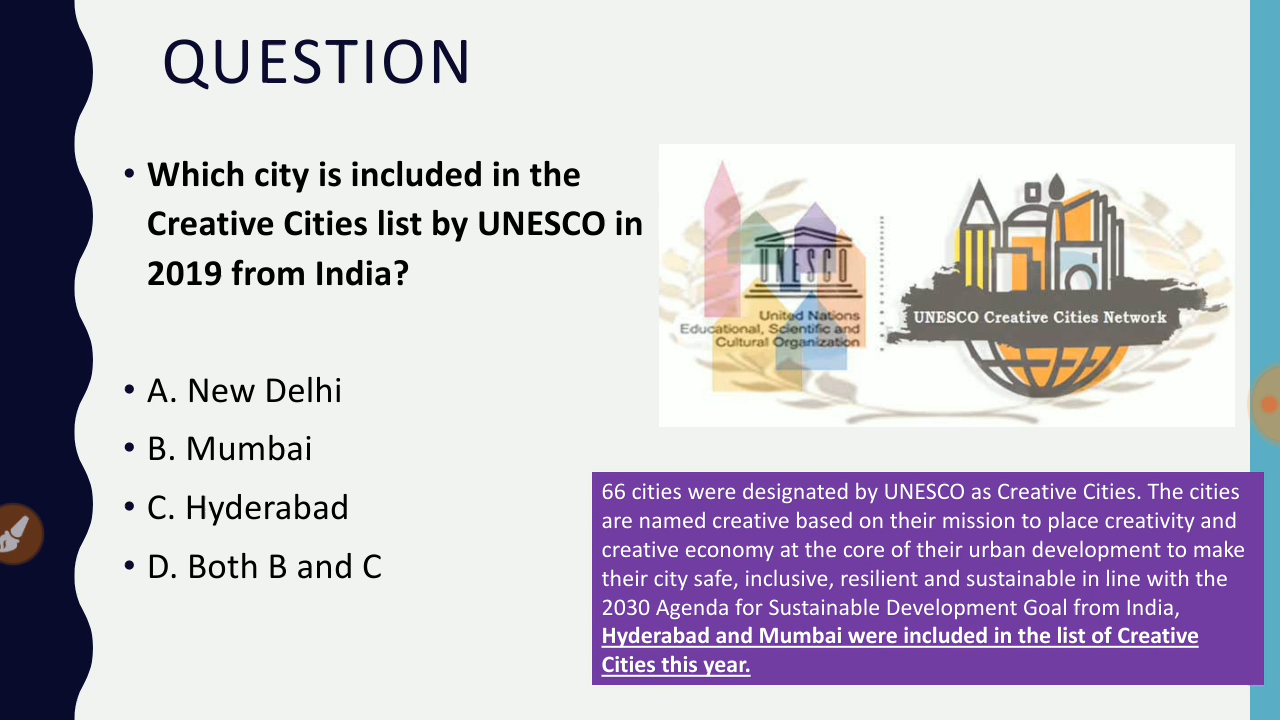 QUESTION
• Which city is included in the
Creative Cities list by UNESCO in
2019 from India?
• A. New Delhi
• B. Mumbai
• C. Hyderabad
• D. Both B and C
UNESCO
United Nations
Educational, Scientific and
Cultural Organization
UNESCO Creative Cities Network
66 cities were designated by UNESCO as Creative Cities. The cities
are named creative based on their mission to place creativity and
creative economy at the core of their urban development to make
their city safe, inclusive, resilient and sustainable in line with the
2030 Agenda for Sustainable Development Goal from India,
Hyderabad and Mumbai were included in the list of Creative
Cities this year.